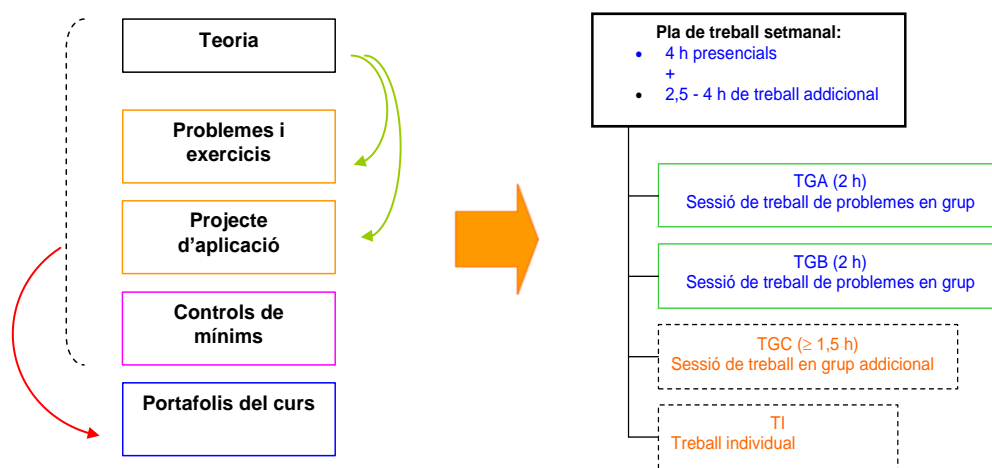 Teoria
Problemes i
exercicis
Projecte
d'aplicació
Controls de
mínims
Portafolis del curs
Pla de treball setmanal:
• 4 h presencials
+
• 2,5 - 4 h de treball addicional
TGA (2 h)
Sessió de treball de problemes en grup
TGB (2 h)
Sessió de treball de problemes en grup
TGC (≥ 1,5 h)
Sessió de treball en grup addicional
TI
Treball individual